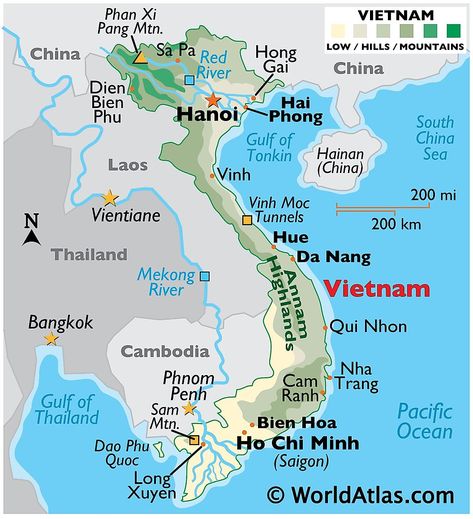 VIETNAM
LOW / HILLS / MOUNTAINS
Phan Xi
Pang Mtn.
Sâ Pa
Red
River
Hong
Gai
China
China
Dien
Bien
Phu
Hanoi
Hai
Phong
Gulf of
Tonkin
South
China
Sea
Hainan
(China)
Laos
Vinh
Vientiane
Vinh Moc
Tunnels
200 mi
200 km
N
Hue
Da Nang
Thailand
Mekong
River
Annam
Highlands
Vietnam
Bangkok
Qui Nhon
Cambodia
Phnom
Penh
Nha
Trang
Cam
Ranh
Gulf of
Thailand
Sam
Mtn.
Pacific
Ocean
Bien Hoa
Dao Phu
Quoc
Ho Chi Minh
(Saigon)
Long
Xuyen
© WorldAtlas.com